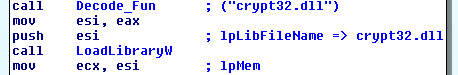 call Decode_Fun ; ("crypt32.dll")
mov esi, eax
push esi ; lpLibFileName => crypt32.dll
call LoadLibraryW
mov ecx, esi ; lpMem